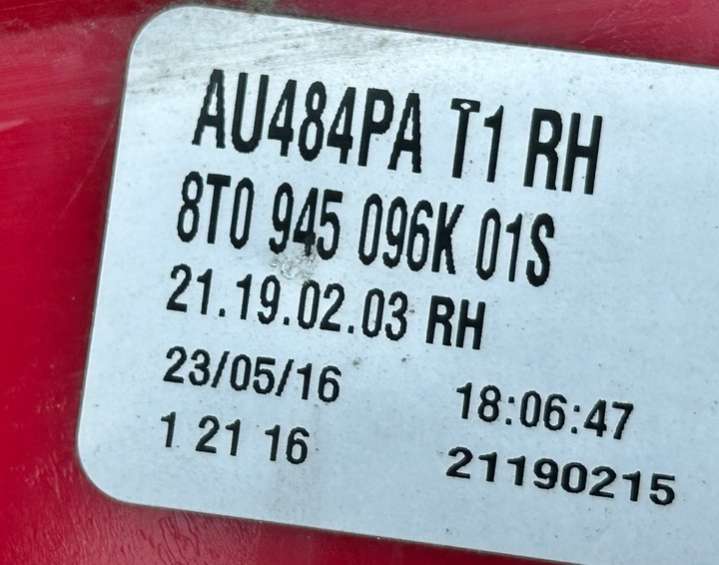 AU484PA T1 RH
8T0 945 096K 01S
21.19.02.03 RH
23/05/16 18:06:47
1 21 16 21190215